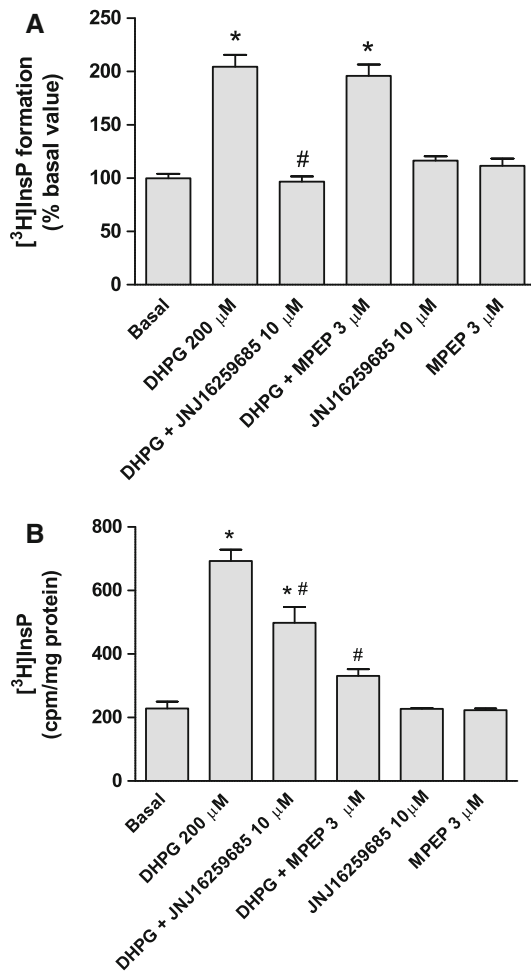 A
250
200
150
100
50
0
[³H]InsP formation
(% basal value)
*
#
*
Basal
DHPG 200 μM
DHPG + JNJ16259685 10 μM
DHPG + MPEP 3 μM
JNJ16259685 10 μM
MPEP 3 μM
B
800
600
400
200
0
[³H]InsP
(cpm/mg protein)
*
* #
#
Basal
DHPG 200 μM
DHPG + JNJ16259685 10 μM
DHPG + MPEP 3 μM
JNJ16259685 10μM
MPEP 3 μM